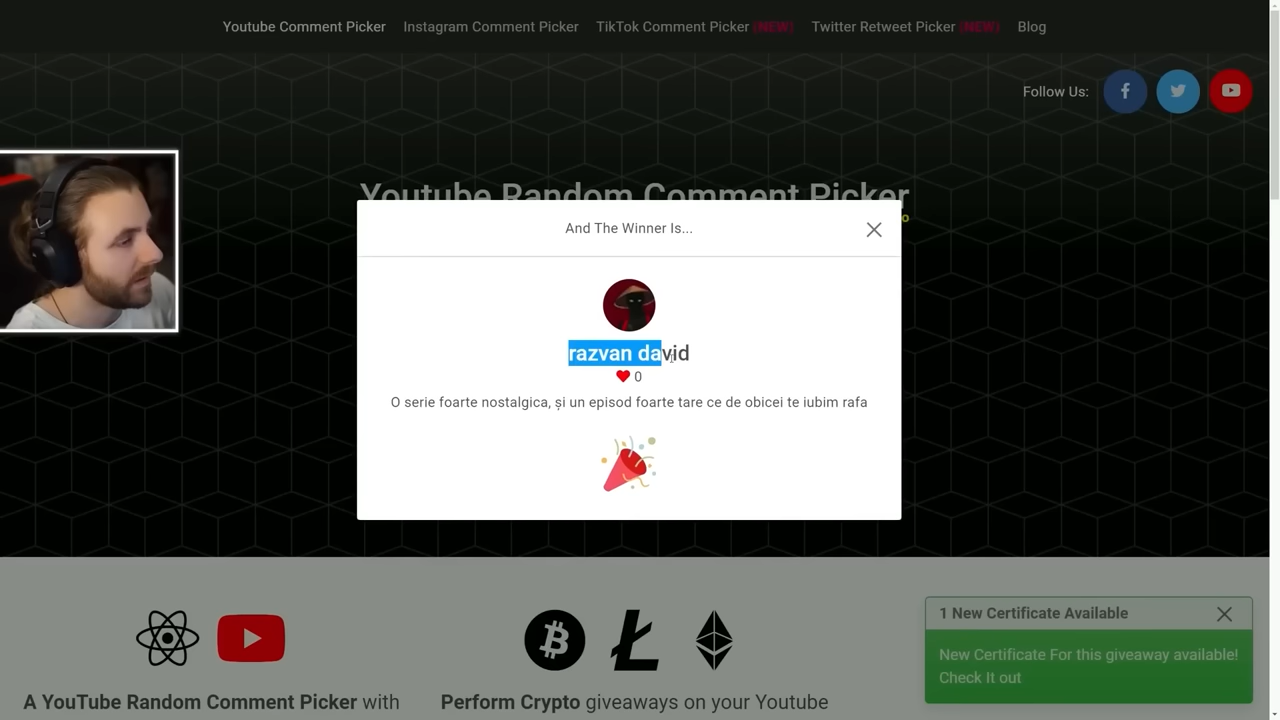 Youtube Comment Picker Instagram Comment Picker TikTok Comment Picker (NEW) Twitter Retweet Picker (NEW) Blog
Follow Us:
Youtube Random Comment Picker
And The Winner Is...
razvan david
0
O serie foarte nostalgica, și un episod foarte tare ce de obicei te iubim rafa
1 New Certificate Available
New Certificate For this giveaway available!
Check It out
A YouTube Random Comment Picker with
Perform Crypto giveaways on your Youtube